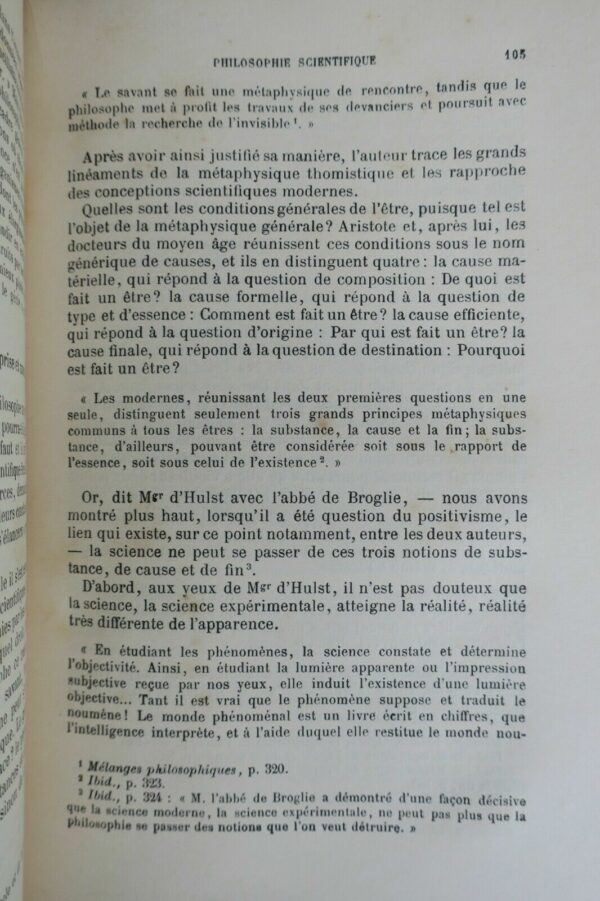 PHILOSOPHIE SCIENTIFIQUE 105
« Le savant se fait une métaphysique de rencontre, tandis que le
philosophe met à profit les travaux de ses devanciers et poursuit avec
méthode la recherche de l'invisible¹. »
Après avoir ainsi justifié sa manière, l'auteur trace les grands
linéaments de la métaphysique thomistique et les rapproche
des conceptions scientifiques modernes.
Quelles sont les conditions générales de l'être, puisque tel est
l'objet de la métaphysique générale? Aristote et, après lui, les
docteurs du moyen âge réunissent ces conditions sous le nom
générique de causes, et ils en distinguent quatre : la cause ma-
térielle, qui répond à la question de composition : De quoi est
fait un être? la cause formelle, qui répond à la question de
type et d'essence : Comment est fait un être? la cause efficiente,
qui répond à la question d'origine : Par qui est fait un être? la
cause finale, qui répond à la question de destination : Pourquoi
est fait un être?
« Les modernes, réunissant les deux premières questions en une
seule, distinguent seulement trois grands principes métaphysiques
communs à tous les êtres : la substance, la cause et la fin; la subs-
tance, d'ailleurs, pouvant être considérée soit sous le rapport de
l'essence, soit sous celui de l'existence². »
Or, dit Mgr d'Hulst avec l'abbé de Broglie, — nous avons
montré plus haut, lorsqu'il a été question du positivisme, le
lien qui existe, sur ce point notamment, entre les deux auteurs,
— la science ne peut se passer de ces trois notions de subs-
tance, de cause et de fin³.
D'abord, aux yeux de Mgr d'Hulst, il n'est pas douteux que
la science, la science expérimentale, atteigne la réalité, réalité
très différente de l'apparence.
« En étudiant les phénomènes, la science constate et détermine
l'objectivité. Ainsi, en étudiant la lumière apparente ou l'impression
subjective reçue par nos yeux, elle induit l'existence d'une lumière
objective... Tant il est vrai que le phénomène suppose et traduit le
noumène! Le monde phénoménal est un livre écrit en chiffres, que
l'intelligence interprète, et à l'aide duquel elle restitue le monde nou-
¹ Mélanges philosophiques, p. 320.
² Ibid., p. 323.
³ Ibid., p. 324 : « M. l'abbé de Broglie a démontré d'une façon décisive
que la science moderne, la science expérimentale, ne peut pas plus que la
philosophie se passer des notions que l'on veut détruire. »